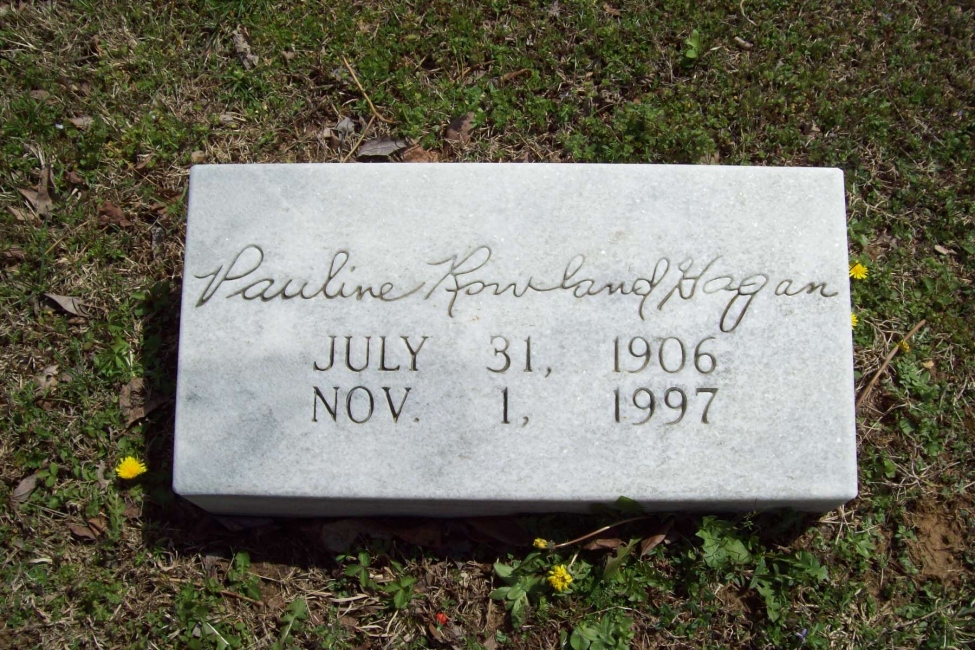 Pauline Rowland Hagan
JULY 31, 1906
NOV. 1, 1997